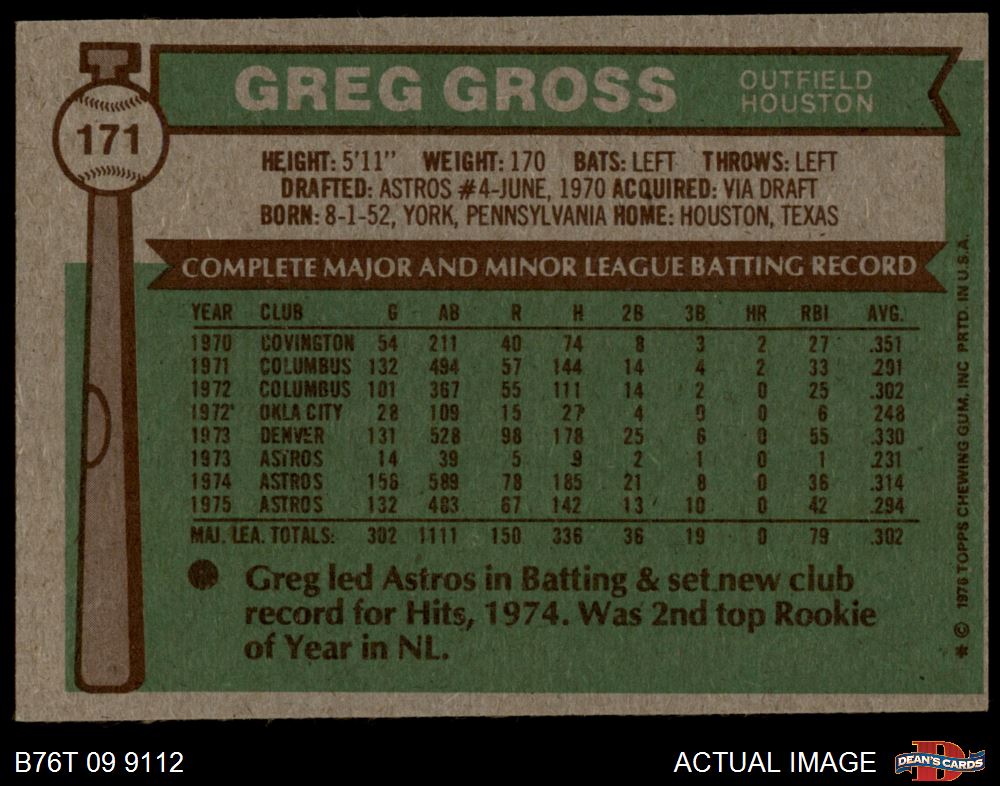 GREG GROSS
OUTFIELD
HOUSTON
171
HEIGHT: 5'11" WEIGHT: 170 BATS: LEFT THROWS: LEFT
DRAFTED: ASTROS #4-JUNE, 1970 ACQUIRED: VIA DRAFT
BORN: 8-1-52, YORK, PENNSYLVANIA HOME: HOUSTON, TEXAS
COMPLETE MAJOR AND MINOR LEAGUE BATTING RECORD
YEAR CLUB G AB R H 2B 3B HR RBI AVG.
1970 COVINGTON 54 211 40 74 8 3 2 27 .351
1971 COLUMBUS 132 494 57 144 14 4 2 33 .291
1972 COLUMBUS 101 367 55 111 14 2 0 25 .302
1972 OKLA CITY 28 109 15 27 4 0 0 6 .248
1973 DENVER 131 528 98 178 25 6 0 55 .330
1973 ASTROS 14 39 5 9 2 1 0 1 .231
1974 ASTROS 156 589 78 185 21 8 0 36 .314
1975 ASTROS 132 483 67 142 13 10 0 42 .294
MAJ. LEA. TOTALS: 302 1111 150 336 36 19 0 79 .302
Greg led Astros in Batting & set new club
record for Hits, 1974. Was 2nd top Rookie
of Year in NL.
* © 1976 TOPPS CHEWING GUM, INC PRTD. IN U.S.A.
B76T 09 9112
ACTUAL IMAGE
D
DEAN'S CARDS